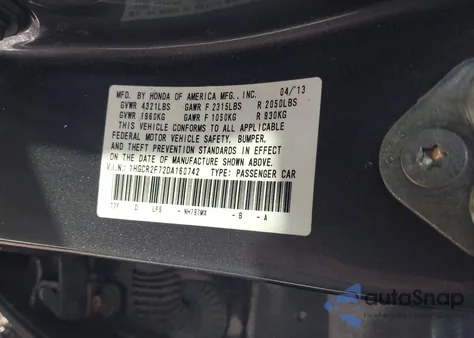 MFD. BY HONDA OF AMERICA MFG., INC. 04/'13
GVWR 4321LBS GAWR F 2315LBS R 2050LBS
GVWR 1960KG GAWR F 1050KG R 930KG
THIS VEHICLE CONFORMS TO ALL APPLICABLE
FEDERAL MOTOR VEHICLE SAFETY, BUMPER,
AND THEFT PREVENTION STANDARDS IN EFFECT
ON THE DATE OF MANUFACTURE SHOWN ABOVE.
V.I.N.: 1HGCR2F72DA160742 TYPE: PASSENGER CAR
NH797MX - B - A
autoSnap